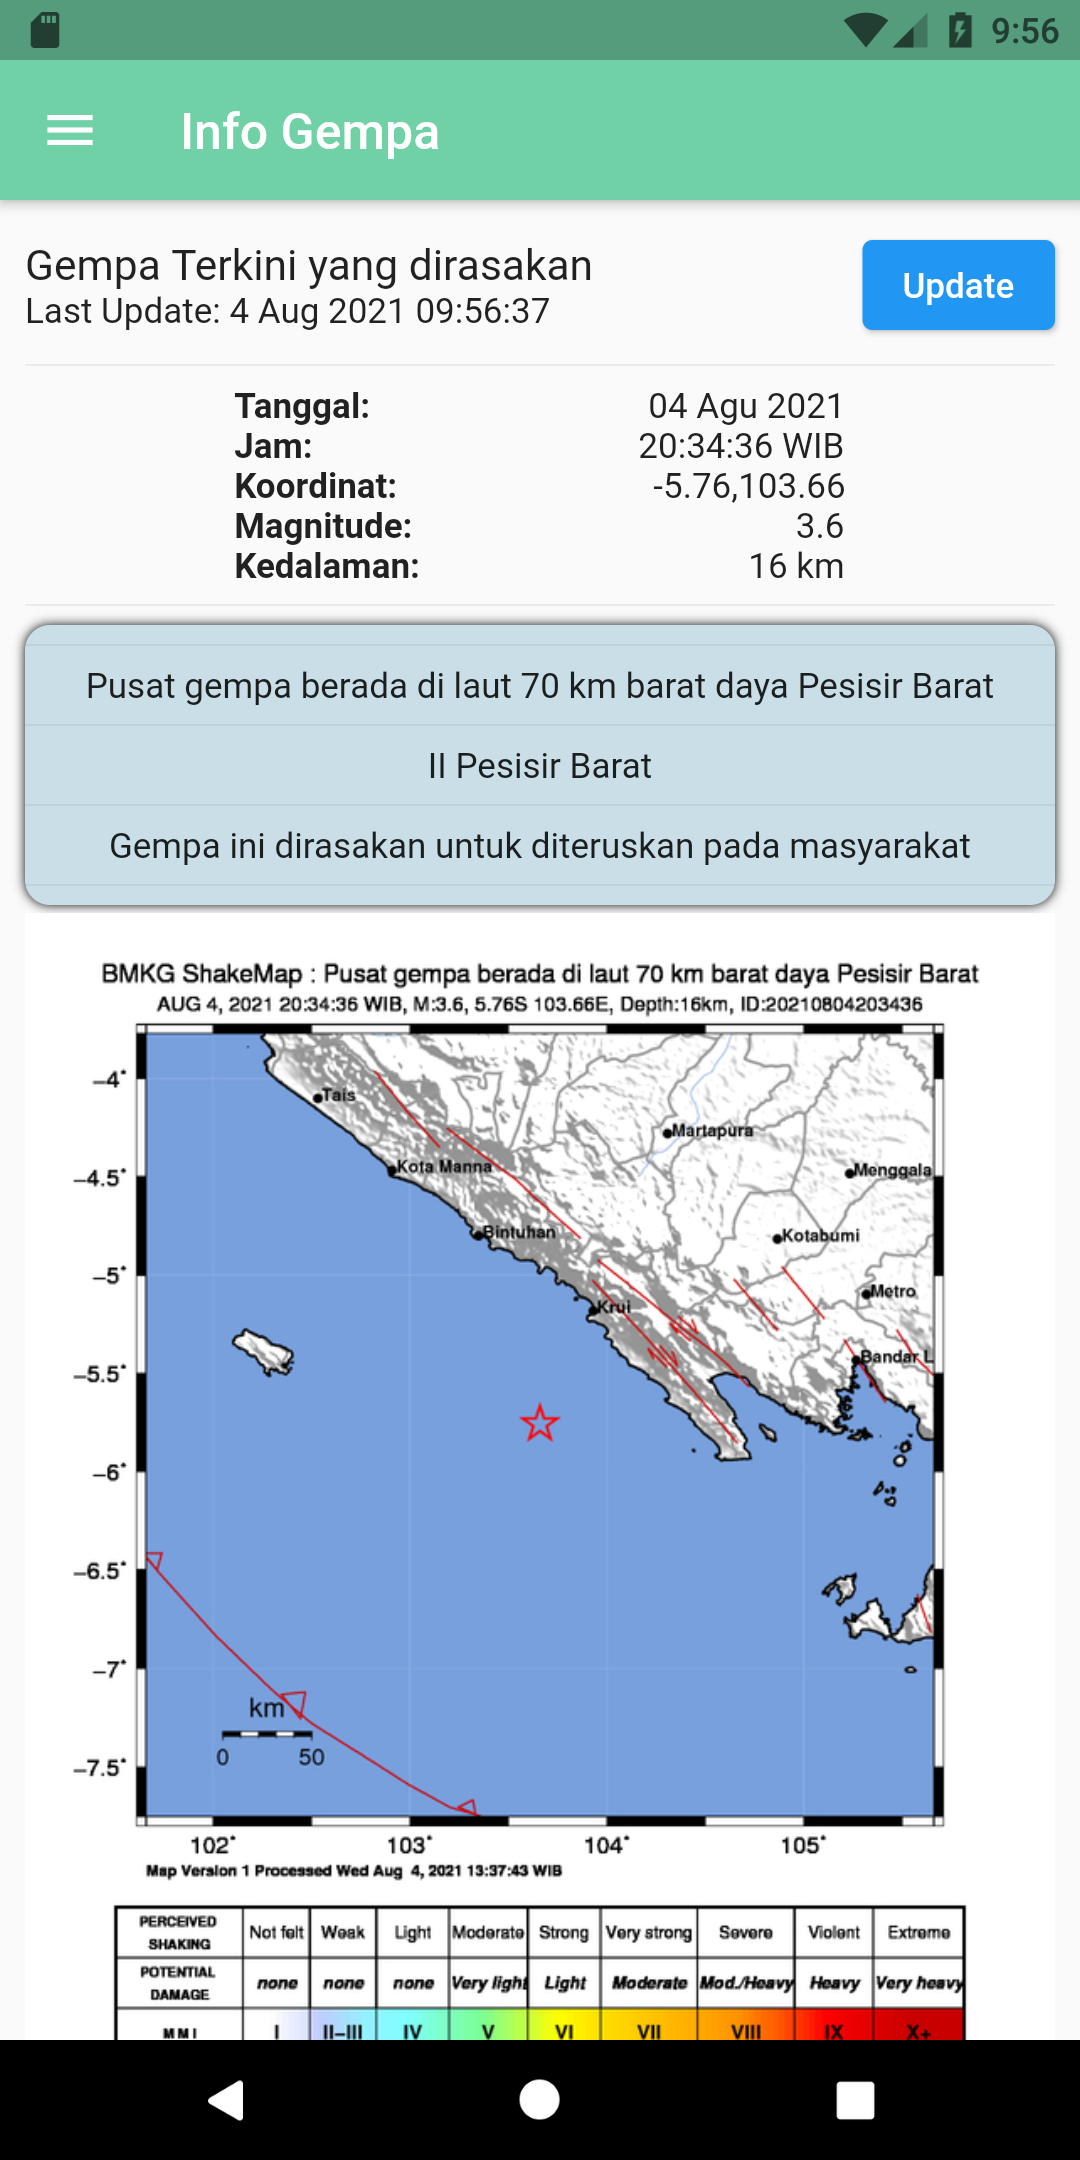 9:56
Info Gempa
Gempa Terkini yang dirasakan
Last Update: 4 Aug 2021 09:56:37
Update
Tanggal: 04 Agu 2021
Jam: 20:34:36 WIB
Koordinat: -5.76,103.66
Magnitude: 3.6
Kedalaman: 16 km
Pusat gempa berada di laut 70 km barat daya Pesisir Barat
II Pesisir Barat
Gempa ini dirasakan untuk diteruskan pada masyarakat
BMKG ShakeMap : Pusat gempa berada di laut 70 km barat daya Pesisir Barat
AUG 4, 2021 20:34:36 WIB, M:3.6, 5.76S 103.66E, Depth:16km, ID:20210804203436
−4°
Tais
Martapura
Kota Manna
Menggala
−4.5°
Bintuhan
Kotabumi
−5°
Metro
Krui
Bandar L
−5.5°
−6°
−6.5°
−7°
km
0 50
−7.5°
102° 103° 104° 105°
Map Version 1 Processed Wed Aug 4, 2021 13:37:43 WIB
PERCEIVED SHAKING Not felt Weak Light Moderate Strong Very strong Severe Violent Extreme
POTENTIAL DAMAGE none none none Very light Light Moderate Mod./Heavy Heavy Very heavy
MMI I II–III IV V VI VII VIII IX X+